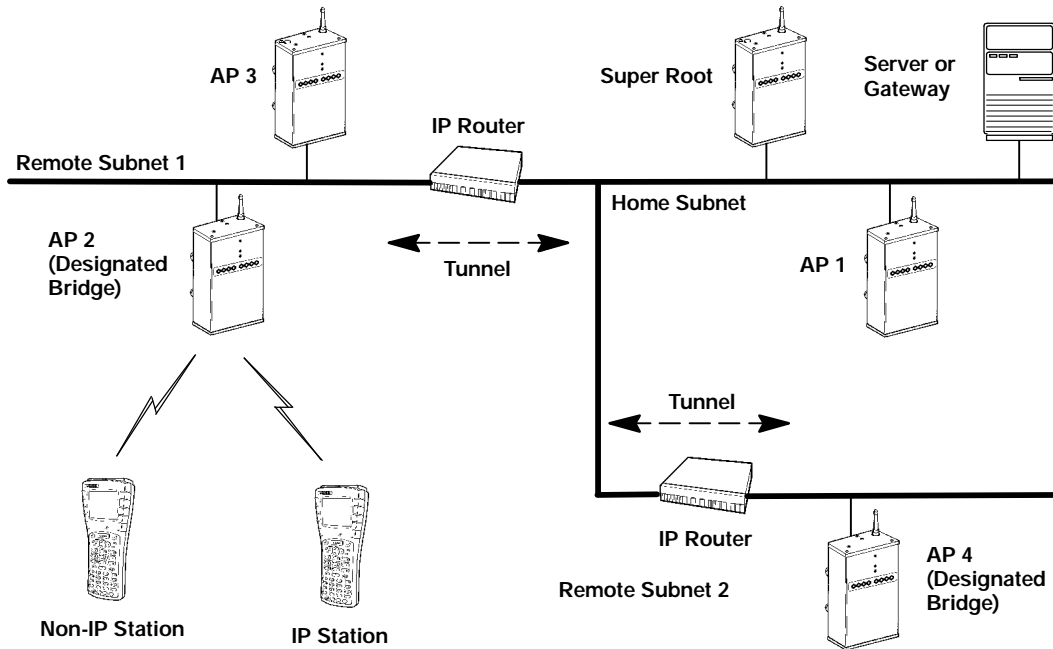 AP 3
Super Root
Server or
Gateway
IP Router
Remote Subnet 1
Home Subnet
AP 2
(Designated
Bridge)
Tunnel
AP 1
Tunnel
IP Router
AP 4
(Designated
Bridge)
Remote Subnet 2
Non-IP Station
IP Station